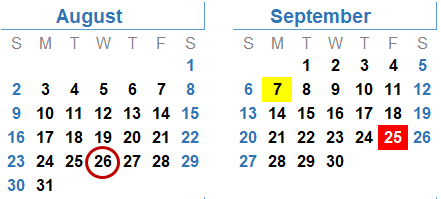 August
S M T W T F S
1
2 3 4 5 6 7 8
9 10 11 12 13 14 15
16 17 18 19 20 21 22
23 24 25 26 27 28 29
30 31
September
S M T W T F S
1 2 3 4 5
6 7 8 9 10 11 12
13 14 15 16 17 18 19
20 21 22 23 24 25 26
27 28 29 30